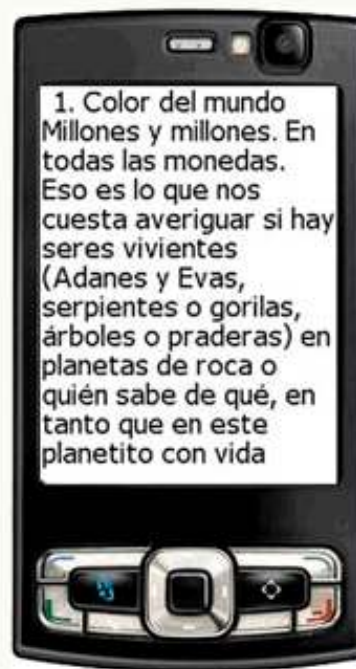 1. Color del mundo
Millones y millones. En
todas las monedas.
Eso es lo que nos
cuesta averiguar si hay
seres vivientes
(Adanes y Evas,
serpientes o gorilas,
árboles o praderas) en
planetas de roca o
quién sabe de qué, en
tanto que en este
planetito con vida